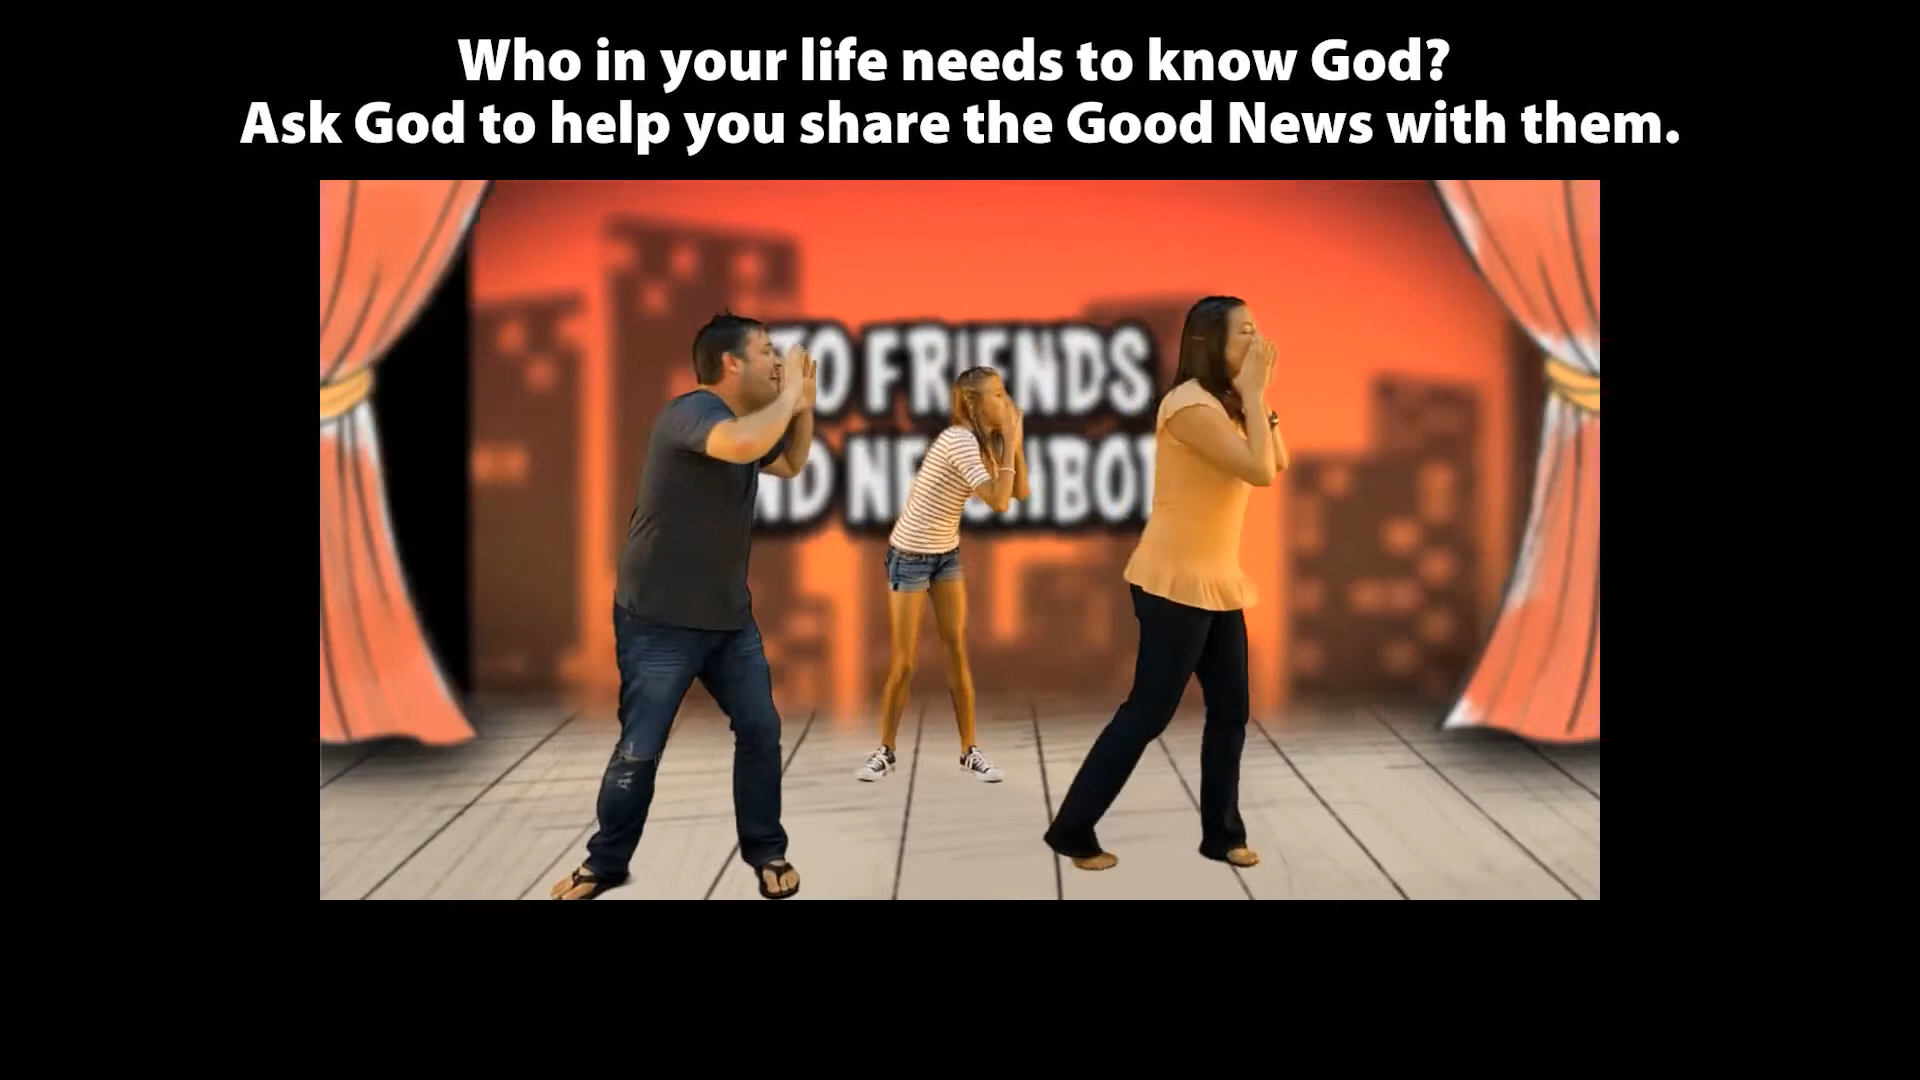 Who in your life needs to know God?
Ask God to help you share the Good News with them.
TO FRIENDS